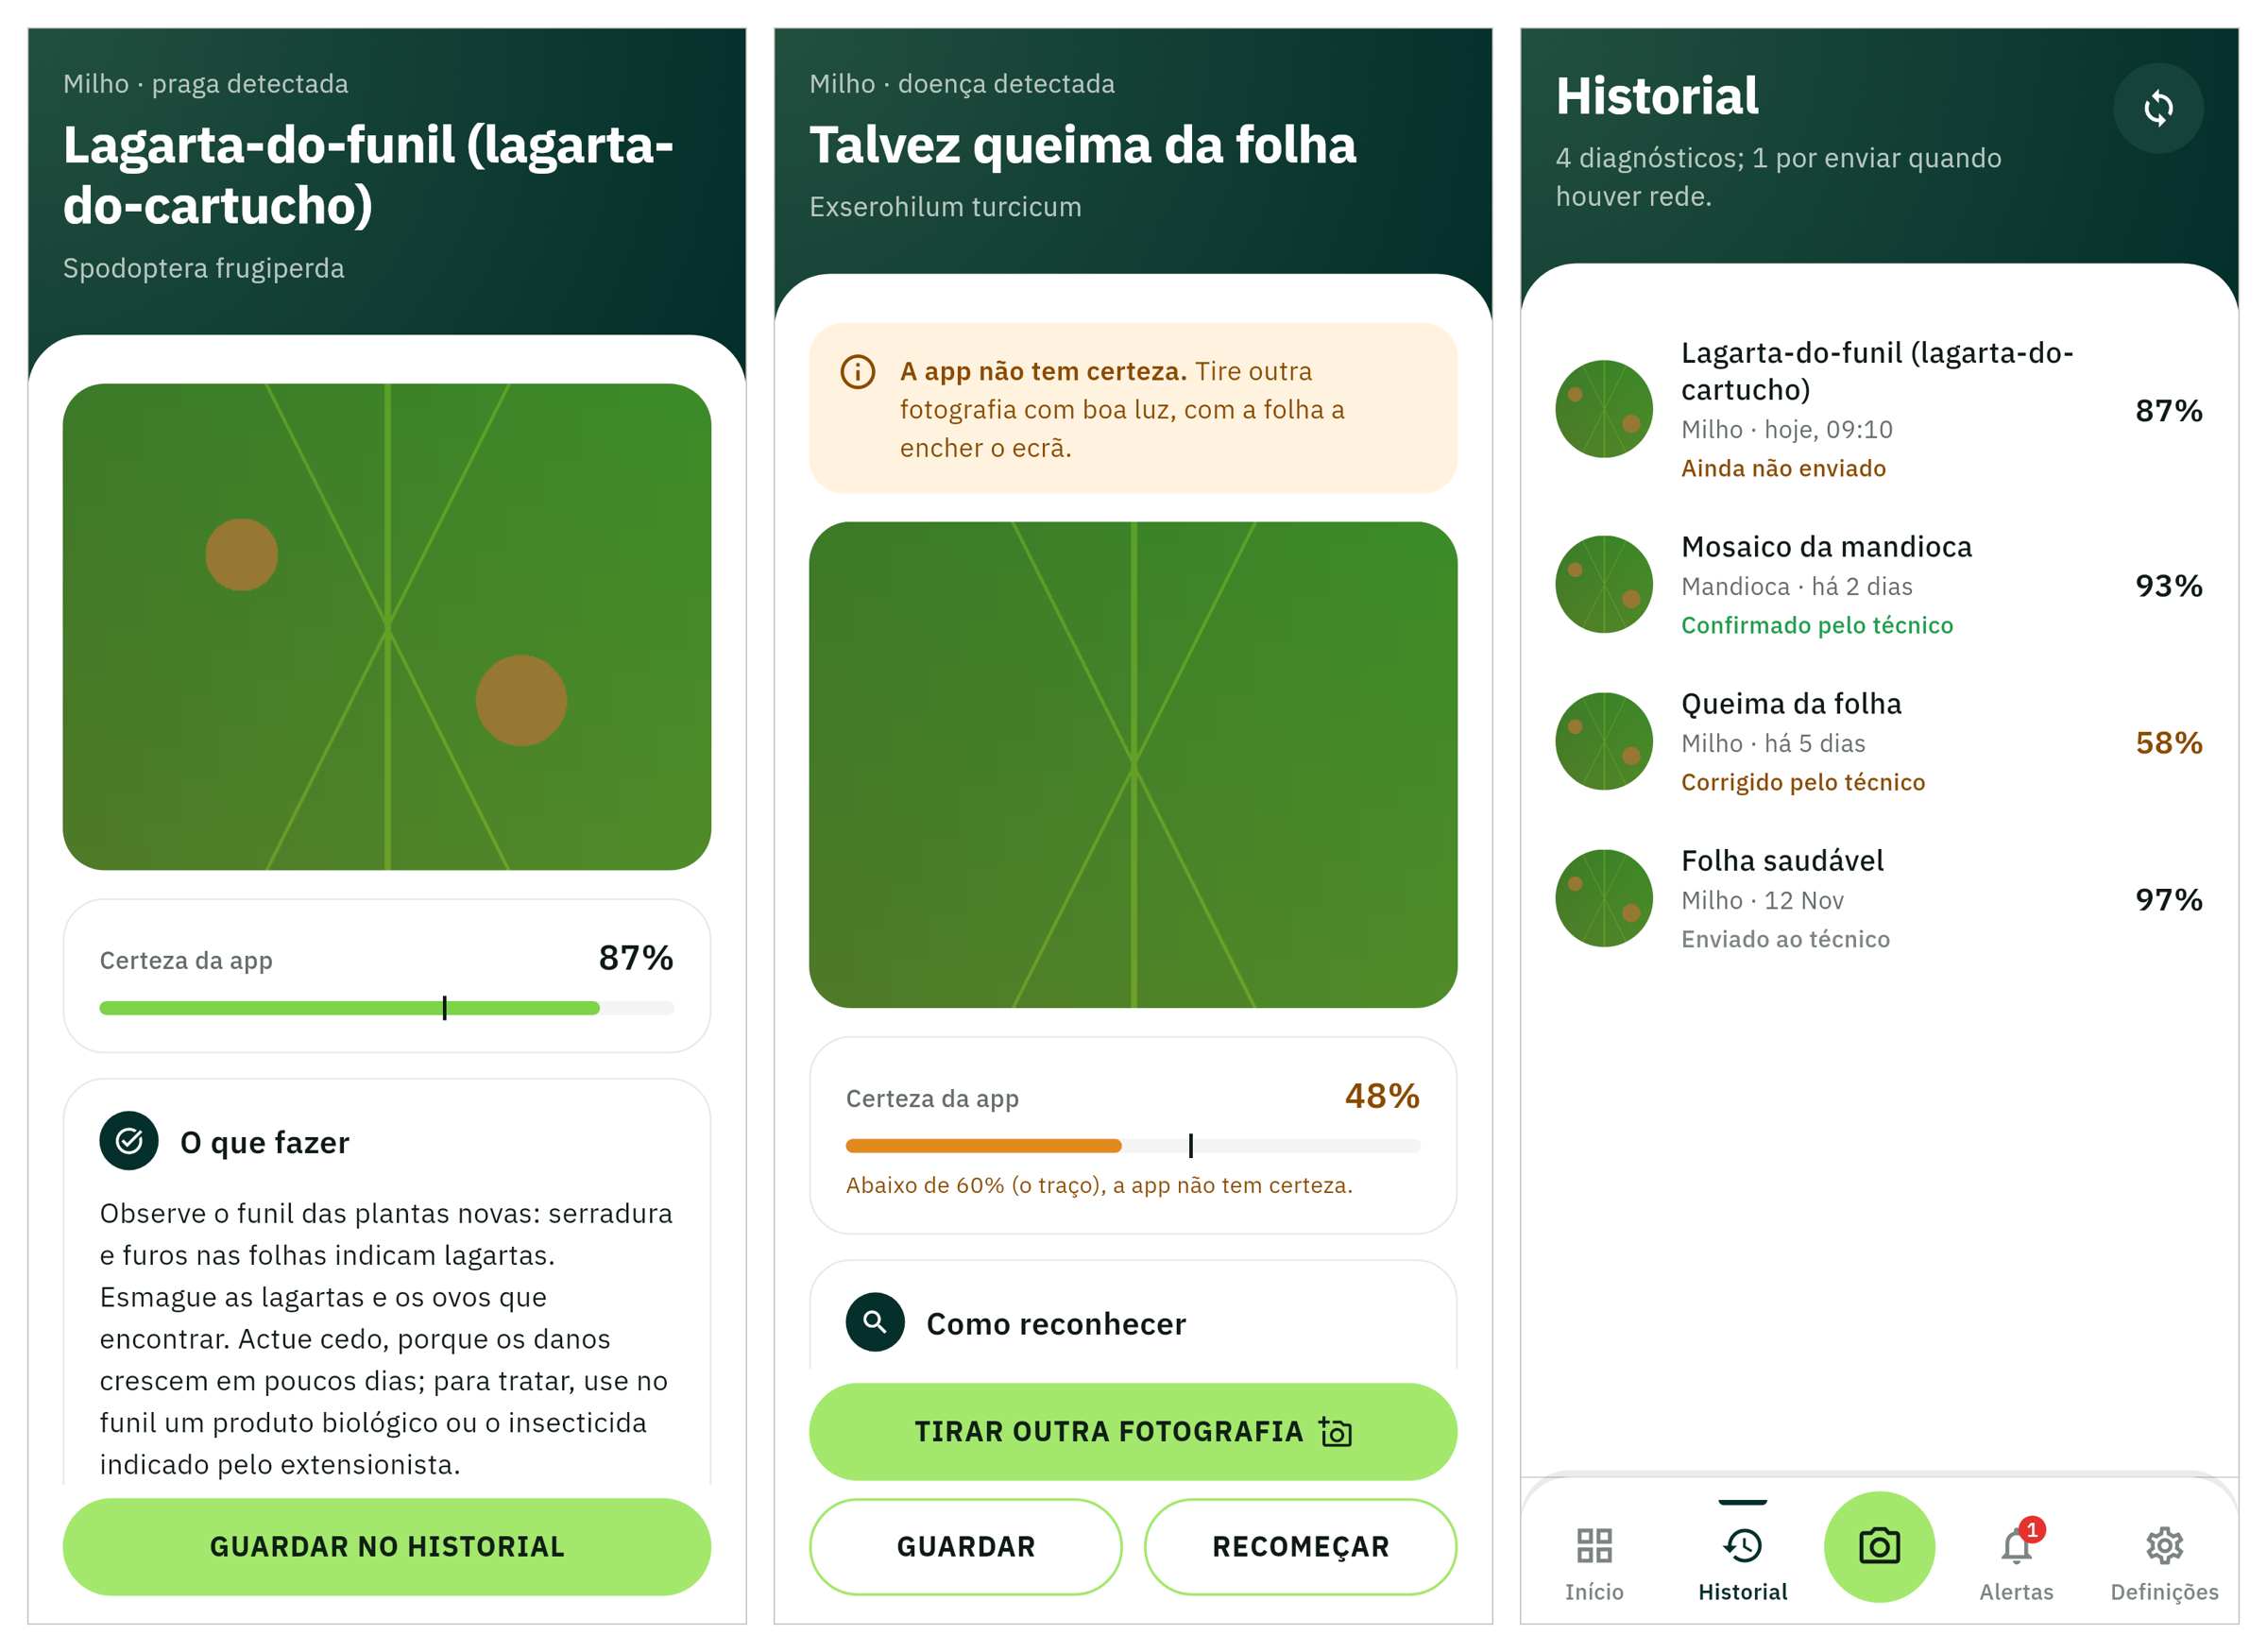 Milho · praga detectada
Lagarta-do-funil (lagarta-
do-cartucho)
Spodoptera frugiperda
Certeza da app
87%
O que fazer
Observe o funil das plantas novas: serradura
e furos nas folhas indicam lagartas.
Esmague as lagartas e os ovos que
encontrar. Actue cedo, porque os danos
crescem em poucos dias; para tratar, use no
funil um produto biológico ou o insecticida
indicado pelo extensionista.
GUARDAR NO HISTORIAL
Milho · doença detectada
Talvez queima da folha
Exserohilum turcicum
A app não tem certeza. Tire outra
fotografia com boa luz, com a folha a
encher o ecrã.
Certeza da app
48%
Abaixo de 60% (o traço), a app não tem certeza.
Como reconhecer
TIRAR OUTRA FOTOGRAFIA
GUARDAR
RECOMEÇAR
Historial
4 diagnósticos; 1 por enviar quando
houver rede.
Lagarta-do-funil (lagarta-do-
cartucho)
Milho · hoje, 09:10
Ainda não enviado
87%
Mosaico da mandioca
Mandioca · há 2 dias
Confirmado pelo técnico
93%
Queima da folha
Milho · há 5 dias
Corrigido pelo técnico
58%
Folha saudável
Milho · 12 Nov
Enviado ao técnico
97%
Início
Historial
1
Alertas
Definições